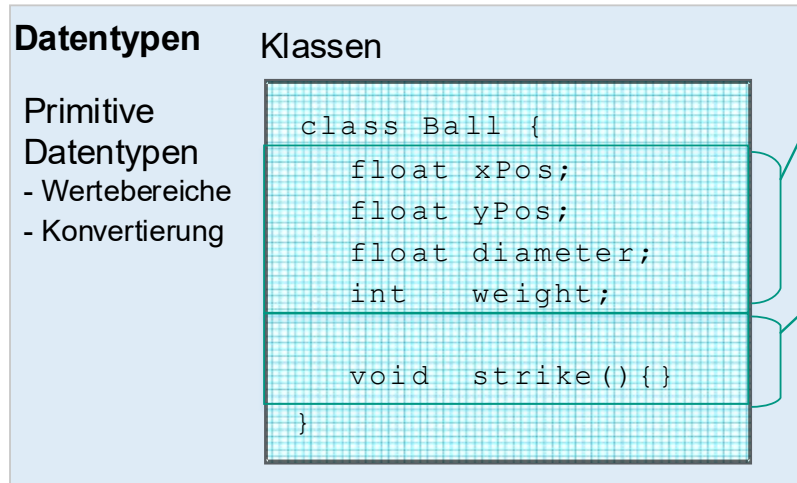 Datentypen
Primitive
Datentypen
- Wertebereiche
- Konvertierung
Klassen
class Ball {
float xPos;
float yPos;
float diameter;
int weight;
void strike(){}
}